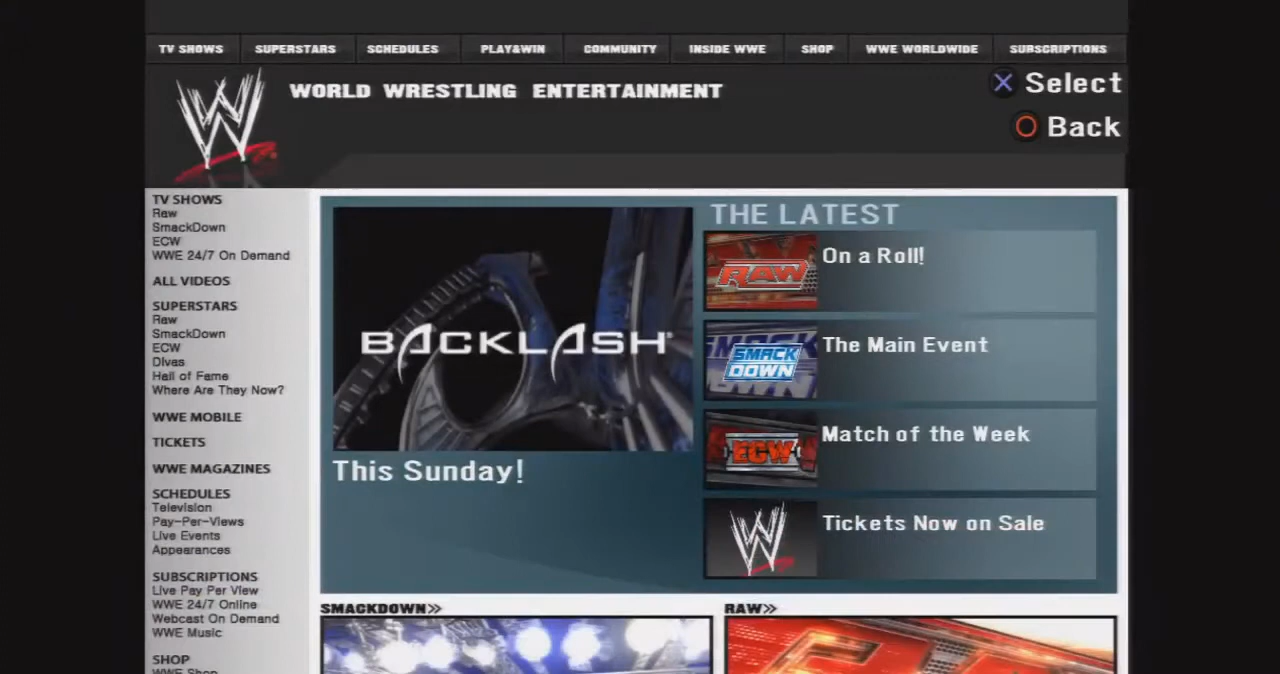 TV SHOWS SUPERSTARS SCHEDULES PLAY&WIN COMMUNITY INSIDE WWE SHOP WWE WORLDWIDE SUBSCRIPTIONS
W WORLD WRESTLING ENTERTAINMENT
X Select
O Back
TV SHOWS
Raw
SmackDown
ECW
WWE 24/7 On Demand
ALL VIDEOS
SUPERSTARS
Raw
SmackDown
ECW
Divas
Hall of Fame
Where Are They Now?
WWE MOBILE
TICKETS
WWE MAGAZINES
SCHEDULES
Television
Pay-Per-Views
Live Events
Appearances
SUBSCRIPTIONS
Live Pay Per View
WWE 24/7 Online
Webcast On Demand
WWE Music
SHOP
WWE Shop
BACKLASH®
This Sunday!
THE LATEST
RAW On a Roll!
SMACK DOWN The Main Event
ECW Match of the Week
W Tickets Now on Sale
SMACKDOWN»
RAW»